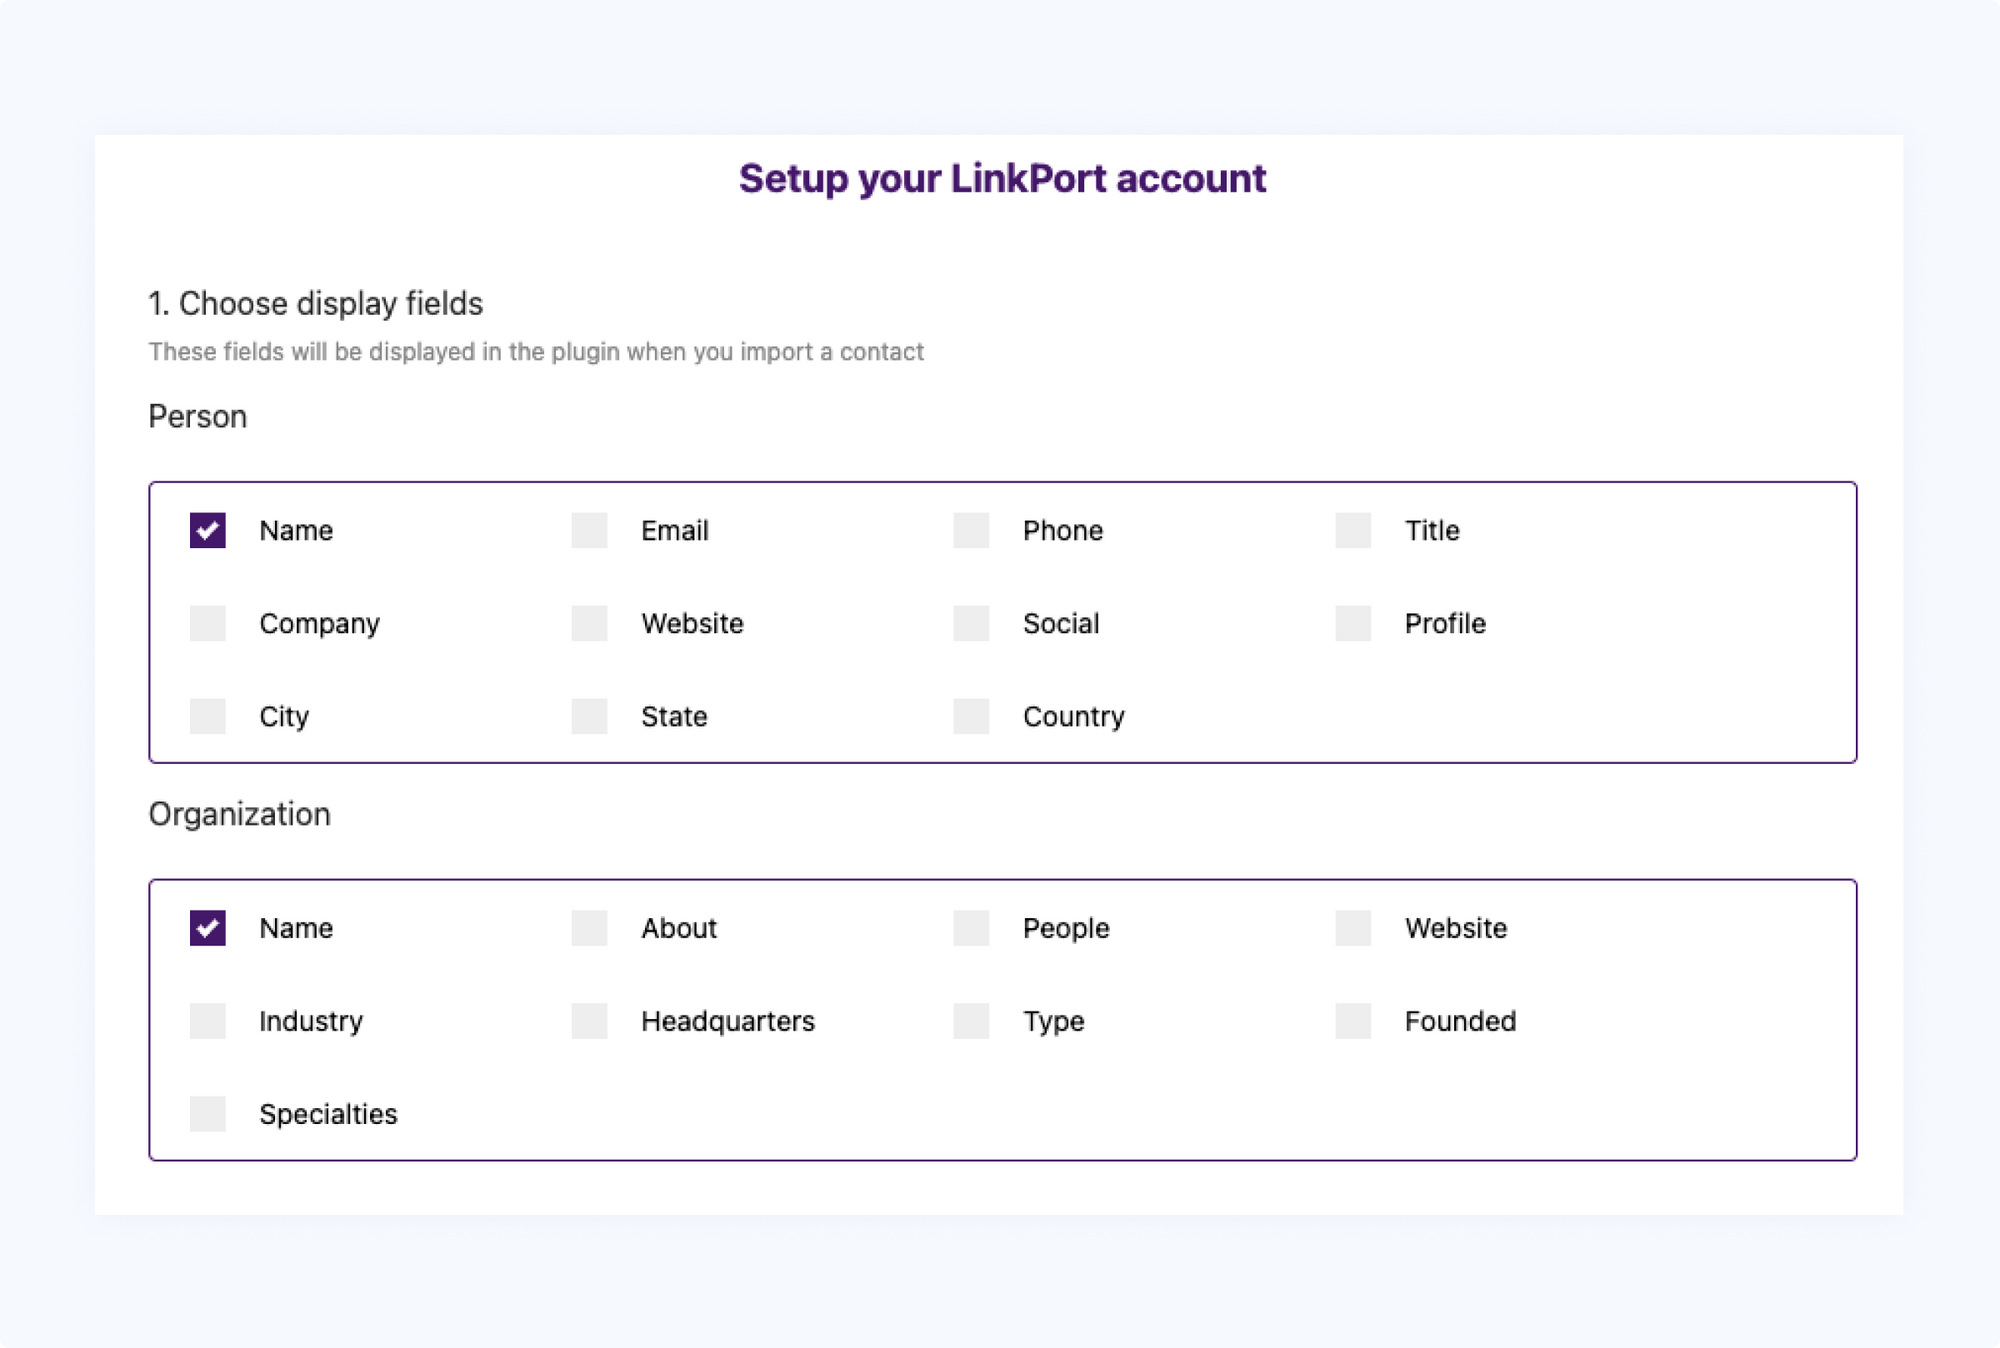 Setup your LinkPort account
1. Choose display fields
These fields will be displayed in the plugin when you import a contact
Person
Name Email Phone Title
Company Website Social Profile
City State Country
Organization
Name About People Website
Industry Headquarters Type Founded
Specialties